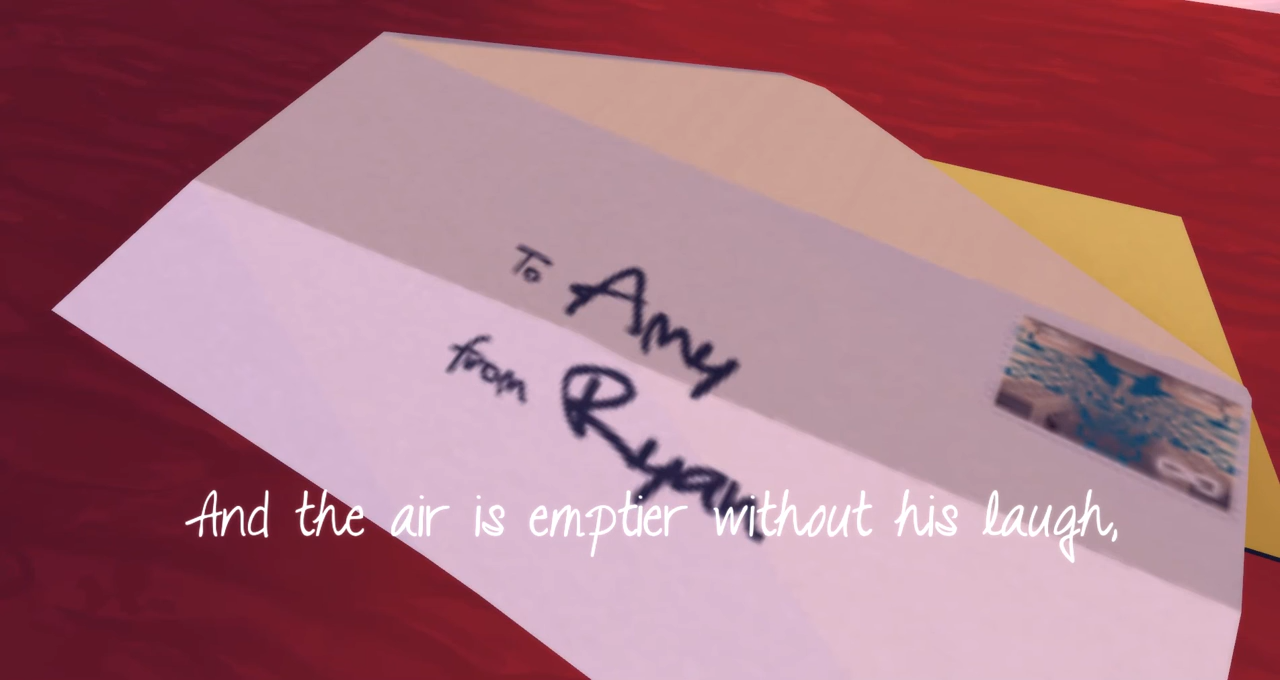 To Amy
from Ryan
And the air is emptier without his laugh,